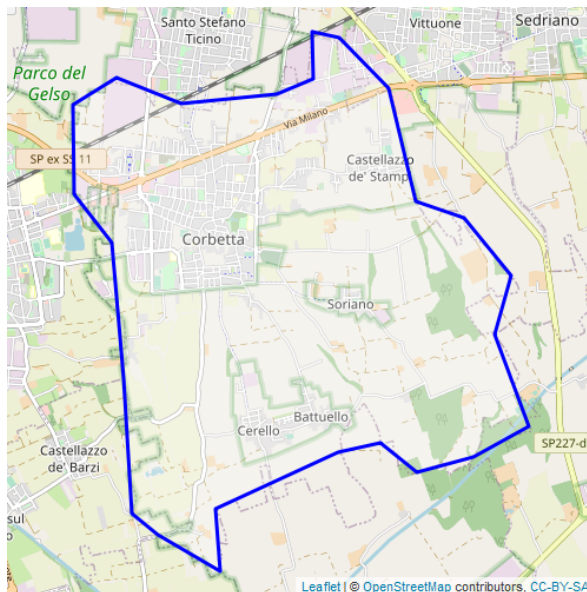 Santo Stefano
Ticino
Vittuone
Sedriano
Parco del
Gelso
Via Milano
SP ex SS 11
Castellazzo
de' Stamp
Corbetta
Soriano
Battuello
Cerello
Castellazzo
de' Barzi
SP227-d
sul
o
Leaflet | © OpenStreetMap contributors, CC-BY-SA